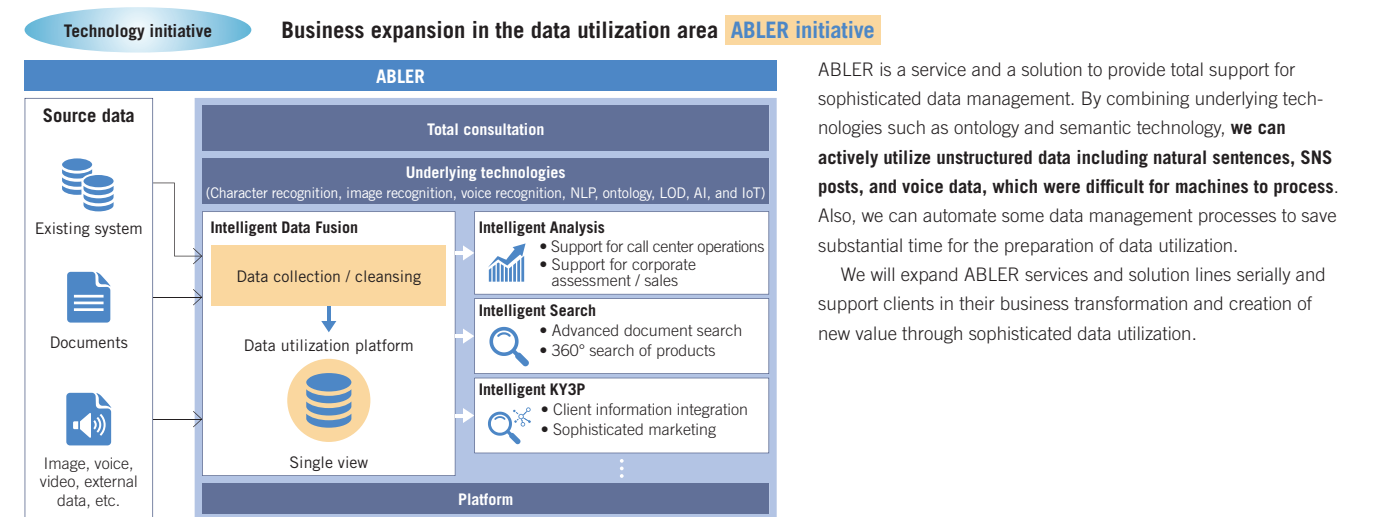 Technology initiative
Business expansion in the data utilization area ABLER initiative
ABLER
Source data
Existing system
Documents
Image, voice,
video, external
data, etc.
Total consultation
Underlying technologies
(Character recognition, image recognition, voice recognition, NLP, ontology, LOD, AI, and IoT)
Intelligent Data Fusion
Data collection / cleansing
Data utilization platform
Single view
Intelligent Analysis
• Support for call center operations
• Support for corporate
assessment / sales
Intelligent Search
• Advanced document search
• 360° search of products
Intelligent KY3P
• Client information integration
• Sophisticated marketing
Platform
ABLER is a service and a solution to provide total support for
sophisticated data management. By combining underlying tech-
nologies such as ontology and semantic technology, we can
actively utilize unstructured data including natural sentences, SNS
posts, and voice data, which were difficult for machines to process.
Also, we can automate some data management processes to save
substantial time for the preparation of data utilization.
We will expand ABLER services and solution lines serially and
support clients in their business transformation and creation of
new value through sophisticated data utilization.